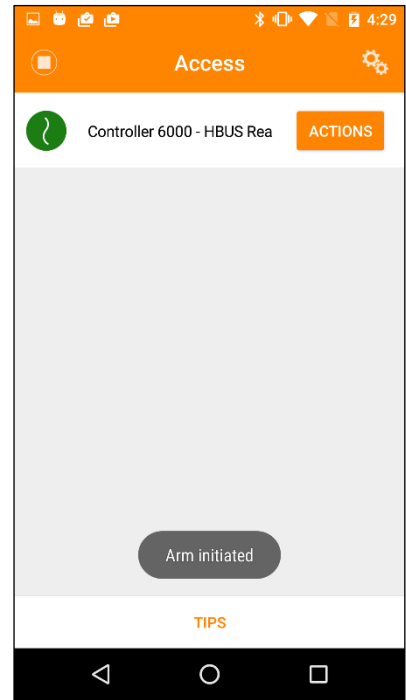 4:29
Access
Controller 6000 - HBUS Rea
ACTIONS
Arm initiated
TIPS